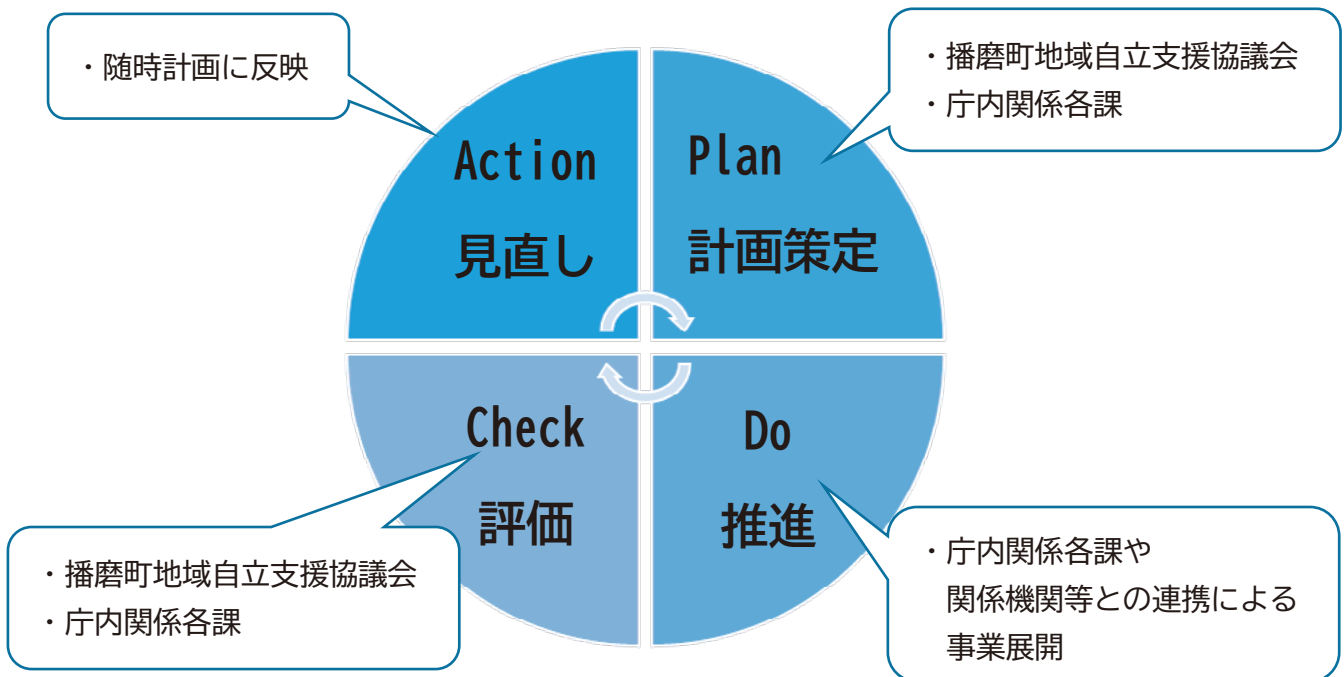 ・随時計画に反映
Action
見直し
・播磨町地域自立支援協議会
・庁内関係各課
Plan
計画策定
Check
評価
・播磨町地域自立支援協議会
・庁内関係各課
Do
推進
・庁内関係各課や
関係機関等との連携による
事業展開